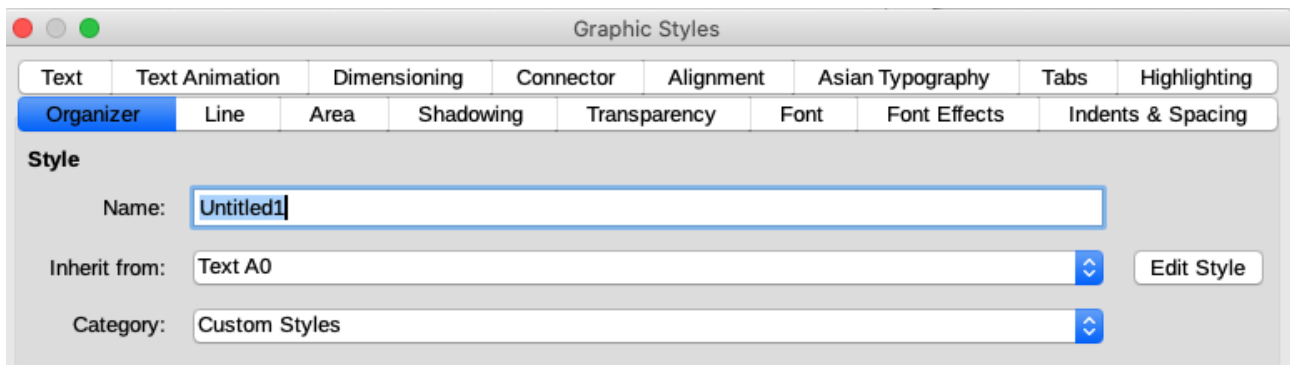 Graphic Styles
Text Text Animation Dimensioning Connector Alignment Asian Typography Tabs Highlighting
Organizer Line Area Shadowing Transparency Font Font Effects Indents & Spacing
Style
Name: Untitled1
Inherit from: Text A0 Edit Style
Category: Custom Styles